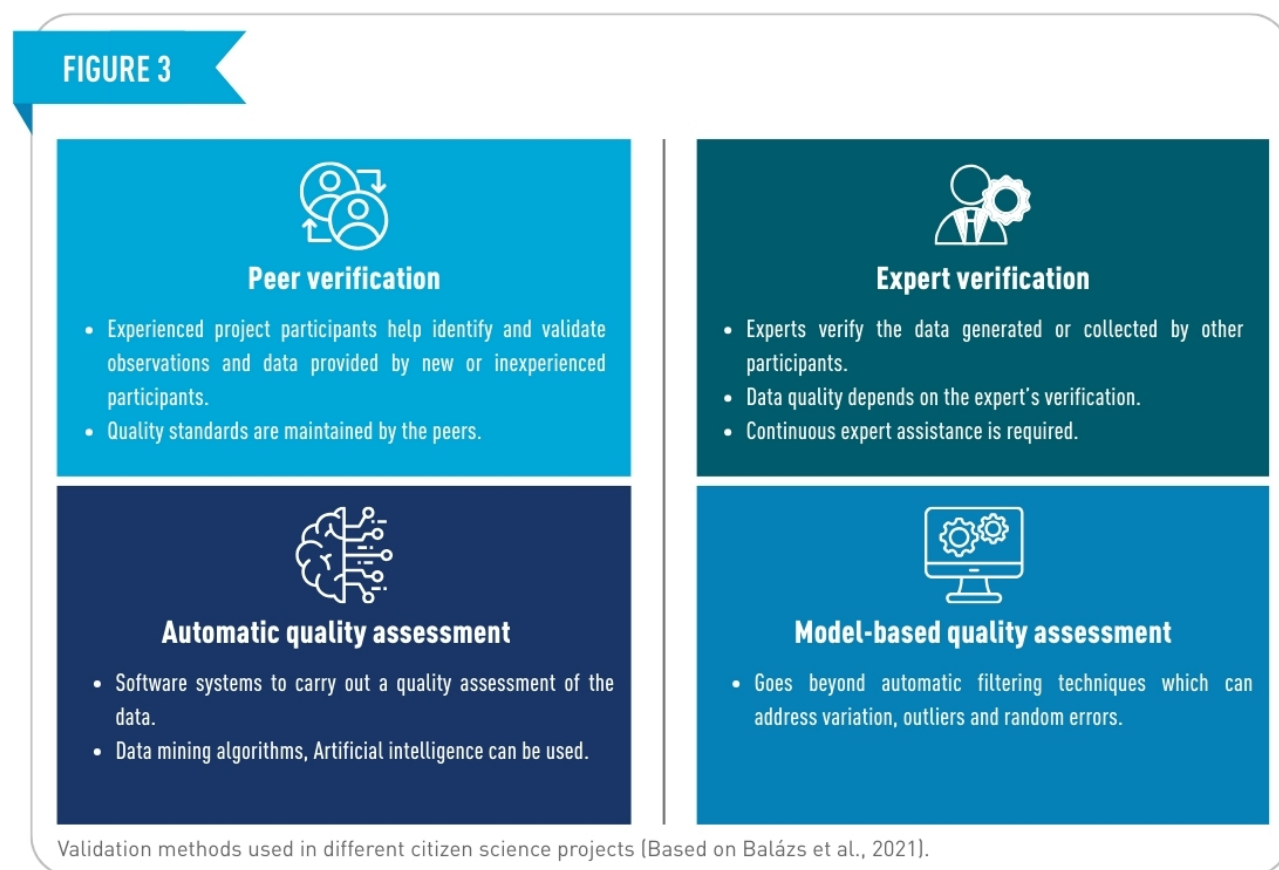 FIGURE 3
Peer verification
• Experienced project participants help identify and validate
observations and data provided by new or inexperienced
participants.
• Quality standards are maintained by the peers.
Expert verification
• Experts verify the data generated or collected by other
participants.
• Data quality depends on the expert’s verification.
• Continuous expert assistance is required.
Automatic quality assessment
• Software systems to carry out a quality assessment of the
data.
• Data mining algorithms, Artificial intelligence can be used.
Model-based quality assessment
• Goes beyond automatic filtering techniques which can
address variation, outliers and random errors.
Validation methods used in different citizen science projects (Based on Balázs et al., 2021).